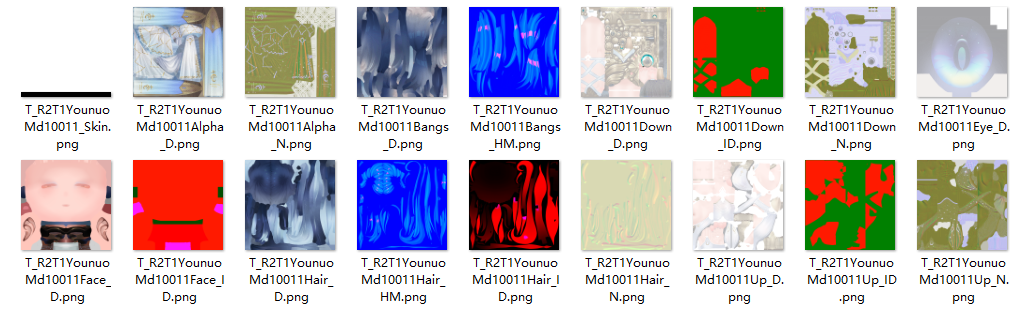 T_R2T1Younuo
Md10011_Skin.
png
T_R2T1Younuo
Md10011Alpha
_D.png
T_R2T1Younuo
Md10011Alpha
_N.png
T_R2T1Younuo
Md10011Bangs
_D.png
T_R2T1Younuo
Md10011Bangs
_HM.png
T_R2T1Younuo
Md10011Down
_D.png
T_R2T1Younuo
Md10011Down
_ID.png
T_R2T1Younuo
Md10011Down
_N.png
T_R2T1Younuo
Md10011Eye_D.
png
T_R2T1Younuo
Md10011Face_
D.png
T_R2T1Younuo
Md10011Face_I
D.png
T_R2T1Younuo
Md10011Hair_
D.png
T_R2T1Younuo
Md10011Hair_
HM.png
T_R2T1Younuo
Md10011Hair_I
D.png
T_R2T1Younuo
Md10011Hair_
N.png
T_R2T1Younuo
Md10011Up_D.
png
T_R2T1Younuo
Md10011Up_ID
.png
T_R2T1Younuo
Md10011Up_N.
png